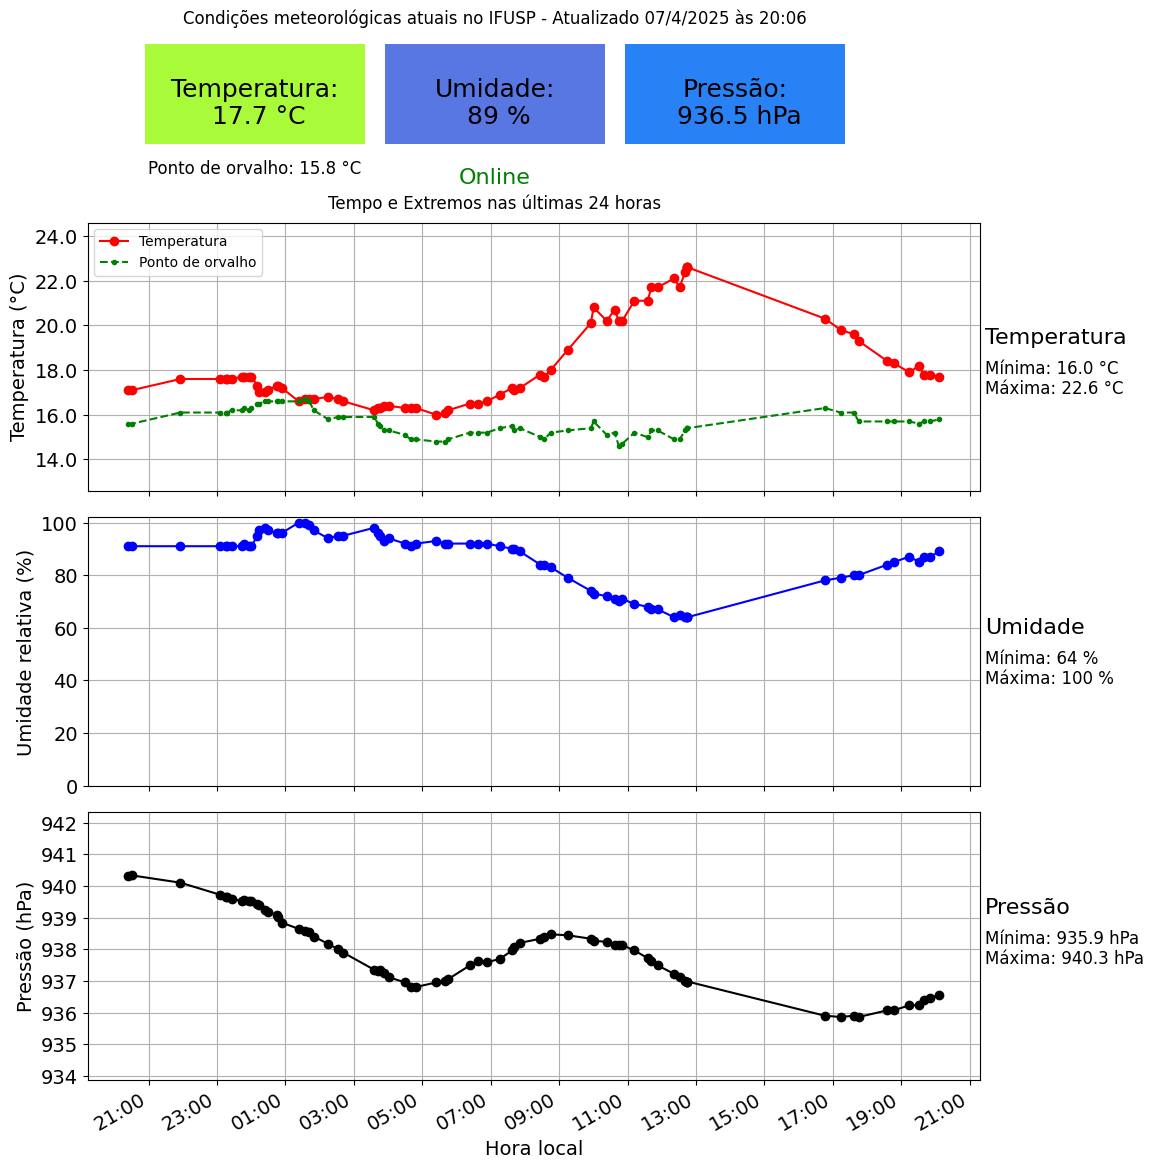 Condições meteorológicas atuais no IFUSP - Atualizado 07/4/2025 às 20:06
Temperatura:
17.7 °C
Umidade:
89 %
Pressão:
936.5 hPa
Ponto de orvalho: 15.8 °C
Online
Tempo e Extremos nas últimas 24 horas
Temperatura (°C)
24.0
22.0
20.0
18.0
16.0
14.0
Temperatura
Ponto de orvalho
Temperatura
Mínima: 16.0 °C
Máxima: 22.6 °C
Umidade relativa (%)
100
80
60
40
20
0
Umidade
Mínima: 64 %
Máxima: 100 %
Pressão (hPa)
942
941
940
939
938
937
936
935
934
Pressão
Mínima: 935.9 hPa
Máxima: 940.3 hPa
21:00
23:00
01:00
03:00
05:00
07:00
09:00
11:00
13:00
15:00
17:00
19:00
21:00
Hora local